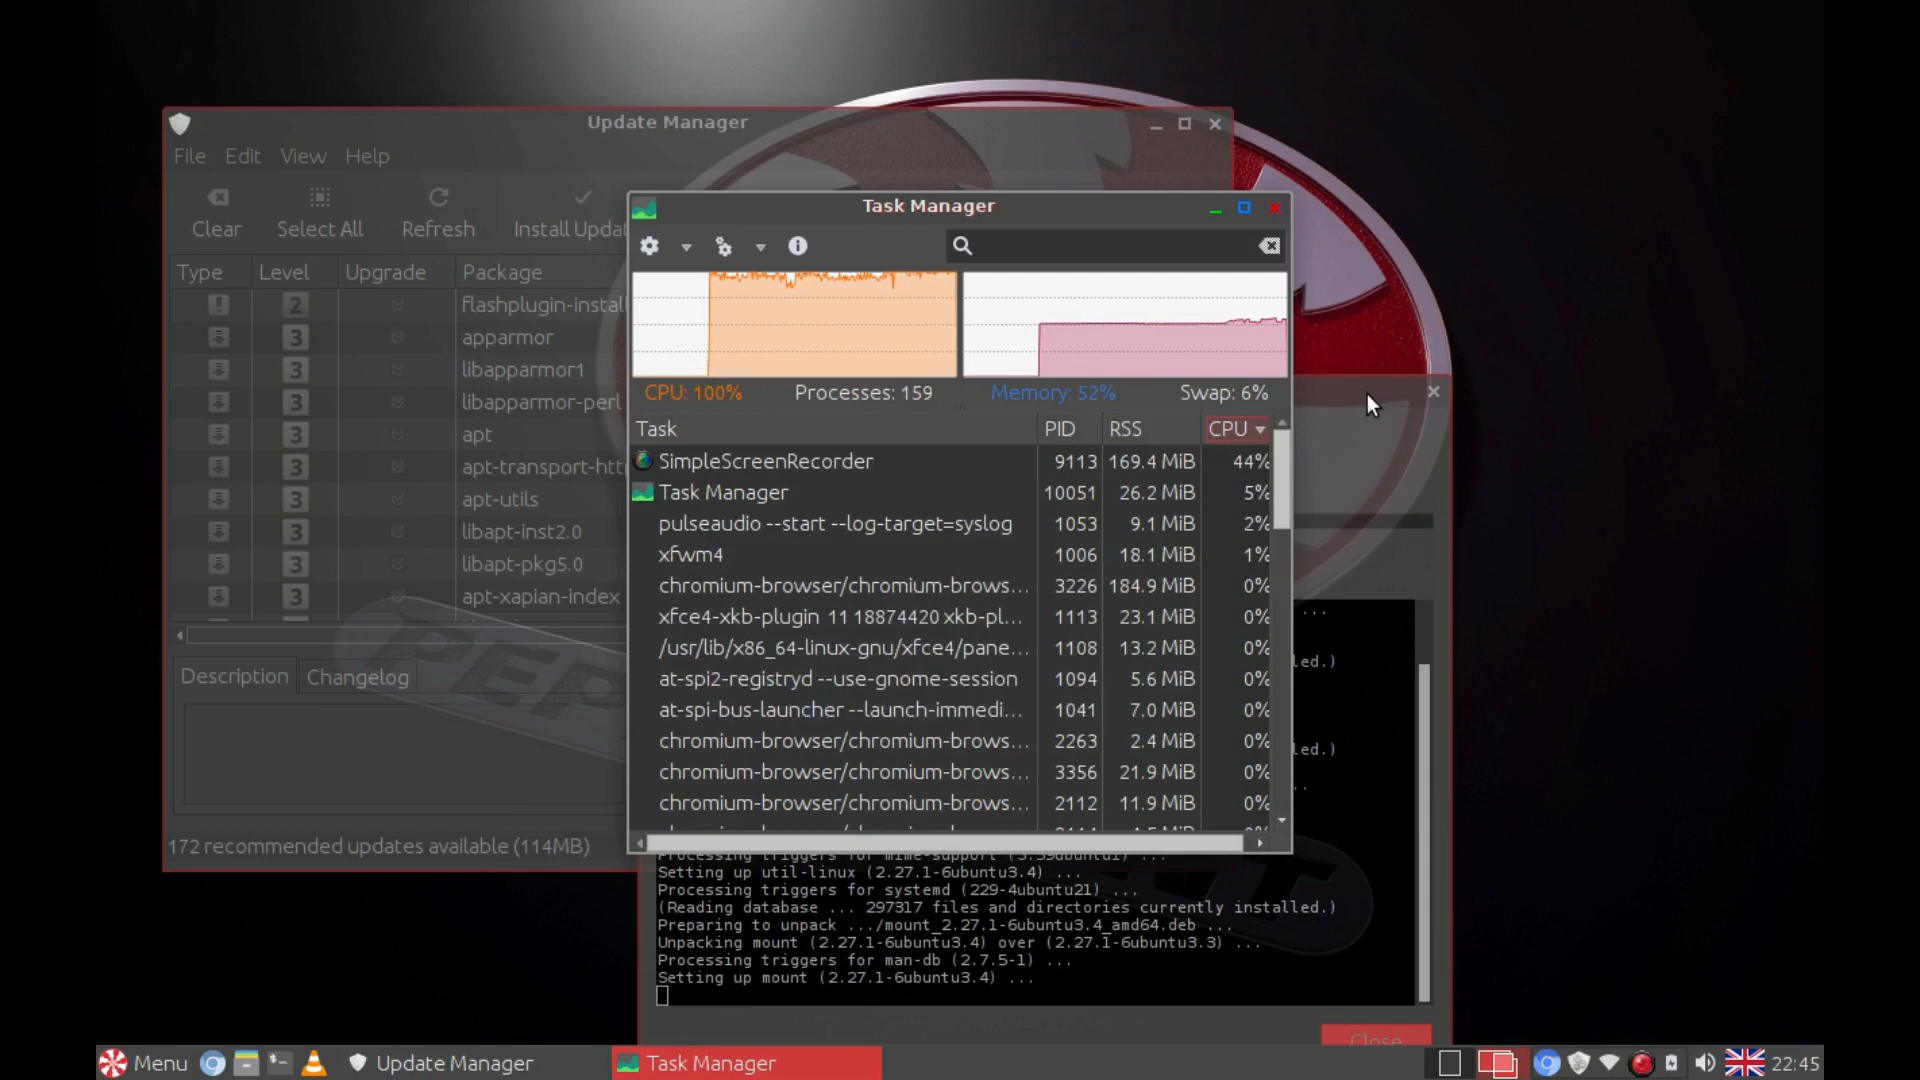 Update Manager
File Edit View Help
Clear Select All Refresh Install Updat
Type Level Upgrade Package
2 flashplugin-install
3 apparmor
3 libapparmor1
3 libapparmor-perl
3 apt
3 apt-transport-http
3 apt-utils
3 libapt-inst2.0
3 libapt-pkg5.0
3 apt-xapian-index
Description Changelog
172 recommended updates available (114MB)
Task Manager
CPU: 100% Processes: 159 Memory: 52% Swap: 6%
Task PID RSS CPU
SimpleScreenRecorder 9113 169.4 MiB 44%
Task Manager 10051 26.2 MiB 5%
pulseaudio --start --log-target=syslog 1053 9.1 MiB 2%
xfwm4 1006 18.1 MiB 1%
chromium-browser/chromium-brows... 3226 184.9 MiB 0%
xfce4-xkb-plugin 11 18874420 xkb-pl... 1113 23.1 MiB 0%
/usr/lib/x86_64-linux-gnu/xfce4/pane... 1108 13.2 MiB 0%
at-spi2-registryd --use-gnome-session 1094 5.6 MiB 0%
at-spi-bus-launcher --launch-immedi... 1041 7.0 MiB 0%
chromium-browser/chromium-brows... 2263 2.4 MiB 0%
chromium-browser/chromium-brows... 3356 21.9 MiB 0%
chromium-browser/chromium-brows... 2112 11.9 MiB 0%
...
led.)
led.)
..
Processing triggers for mime-support (3.59ubuntu1) ...
Setting up util-linux (2.27.1-6ubuntu3.4) ...
Processing triggers for systemd (229-4ubuntu21) ...
(Reading database ... 297317 files and directories currently installed.)
Preparing to unpack .../mount_2.27.1-6ubuntu3.4_amd64.deb ...
Unpacking mount (2.27.1-6ubuntu3.4) over (2.27.1-6ubuntu3.3) ...
Processing triggers for man-db (2.7.5-1) ...
Setting up mount (2.27.1-6ubuntu3.4) ...
Close
Menu Update Manager Task Manager 22:45